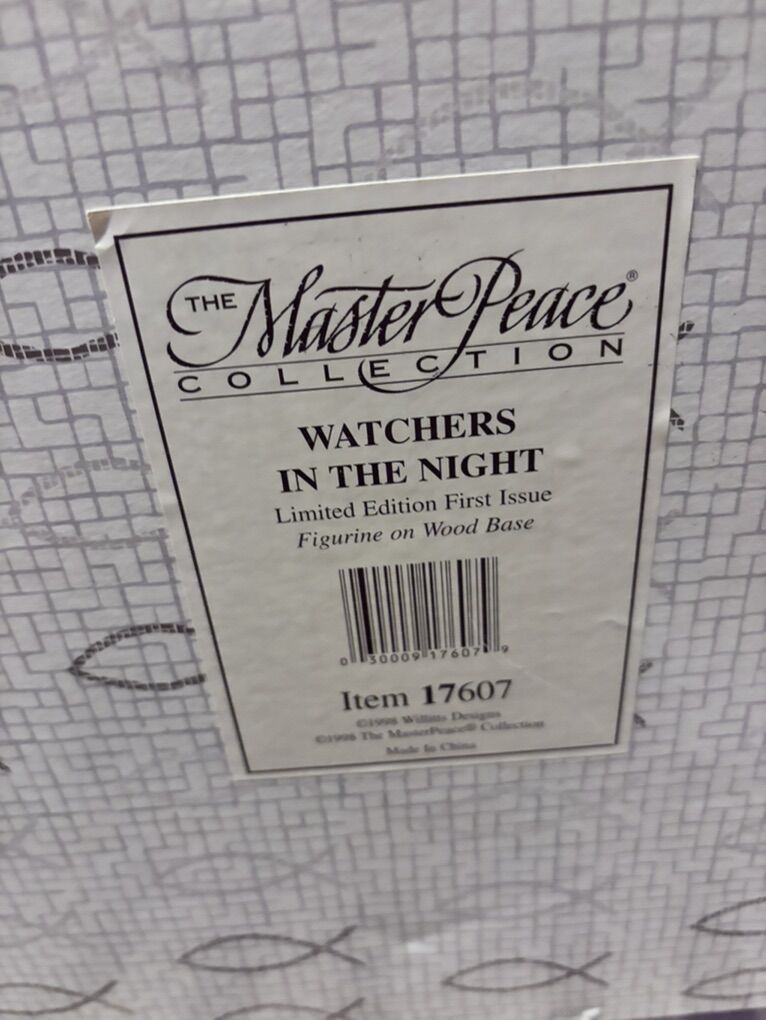 THE MasterPeace®
COLLECTION
WATCHERS
IN THE NIGHT
Limited Edition First Issue
Figurine on Wood Base
0 30009 17607 9
Item 17607
©1998 Willitts Designs
©1998 The MasterPeace® Collection
Made In China